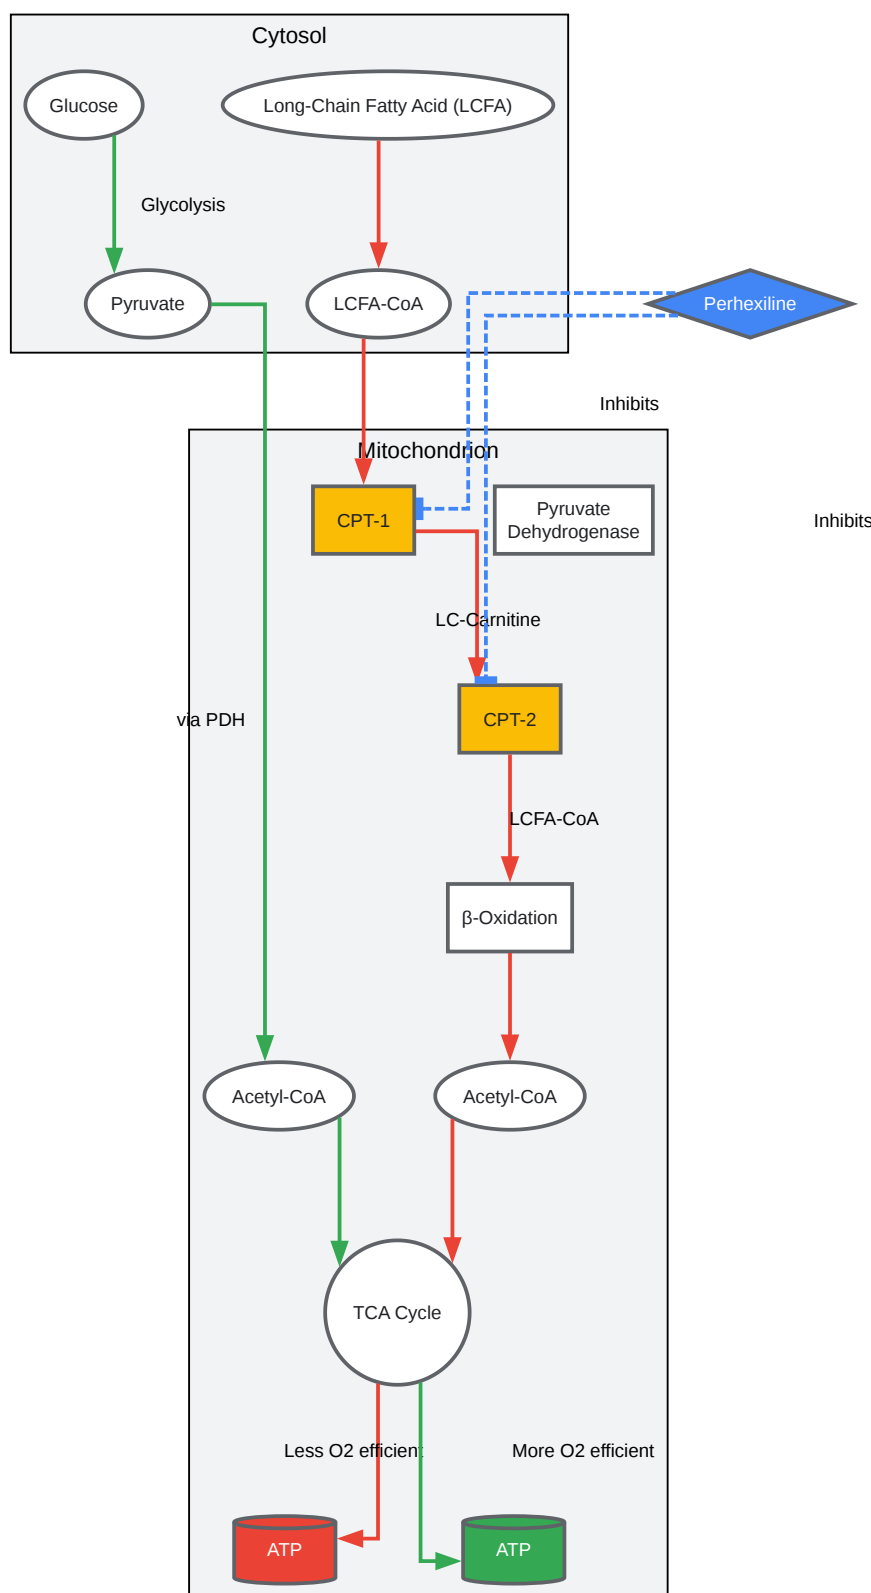 Cytosol
Glucose
Long-Chain Fatty Acid (LCFA)
Glycolysis
Pyruvate
LCFA-CoA
Perhexiline
Inhibits
Mitochondrion
CPT-1
Pyruvate
Dehydrogenase
Inhibits
LC-Carnitine
via PDH
CPT-2
LCFA-CoA
β-Oxidation
Acetyl-CoA
Acetyl-CoA
TCA Cycle
Less O2 efficient
More O2 efficient
ATP
ATP